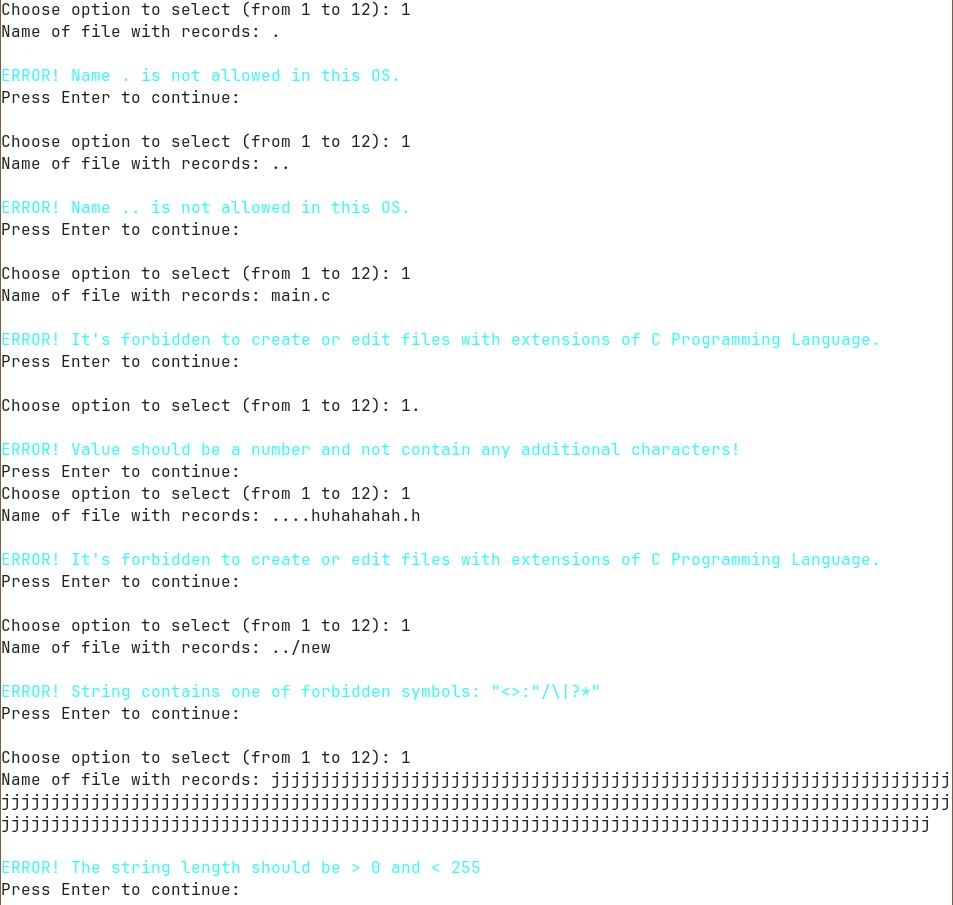 Choose option to select (from 1 to 12): 1
Name of file with records: .
ERROR! Name . is not allowed in this OS.
Press Enter to continue:
Choose option to select (from 1 to 12): 1
Name of file with records: ..
ERROR! Name .. is not allowed in this OS.
Press Enter to continue:
Choose option to select (from 1 to 12): 1
Name of file with records: main.c
ERROR! It's forbidden to create or edit files with extensions of C Programming Language.
Press Enter to continue:
Choose option to select (from 1 to 12): 1.
ERROR! Value should be a number and not contain any additional characters!
Press Enter to continue:
Choose option to select (from 1 to 12): 1
Name of file with records: ....huhahahah.h
ERROR! It's forbidden to create or edit files with extensions of C Programming Language.
Press Enter to continue:
Choose option to select (from 1 to 12): 1
Name of file with records: ../new
ERROR! String contains one of forbidden symbols: "<>:"/\|?*"
Press Enter to continue:
Choose option to select (from 1 to 12): 1
Name of file with records: jjjjjjjjjjjjjjjjjjjjjjjjjjjjjjjjjjjjjjjjjjjjjjjjjjjjjjjjjjjjjjjjjjjj
jjjjjjjjjjjjjjjjjjjjjjjjjjjjjjjjjjjjjjjjjjjjjjjjjjjjjjjjjjjjjjjjjjjjjjjjjjjjjjjjjjjjjjjjjjjjjjj
jjjjjjjjjjjjjjjjjjjjjjjjjjjjjjjjjjjjjjjjjjjjjjjjjjjjjjjjjjjjjjjjjjjjjjjjjjjjjjjjjjjjjjjjjjjjj
ERROR! The string length should be > 0 and < 255
Press Enter to continue: